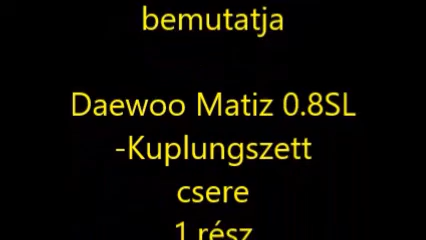 bemutatja
Daewoo Matiz 0.8SL
-Kuplungszett
csere
1 rész